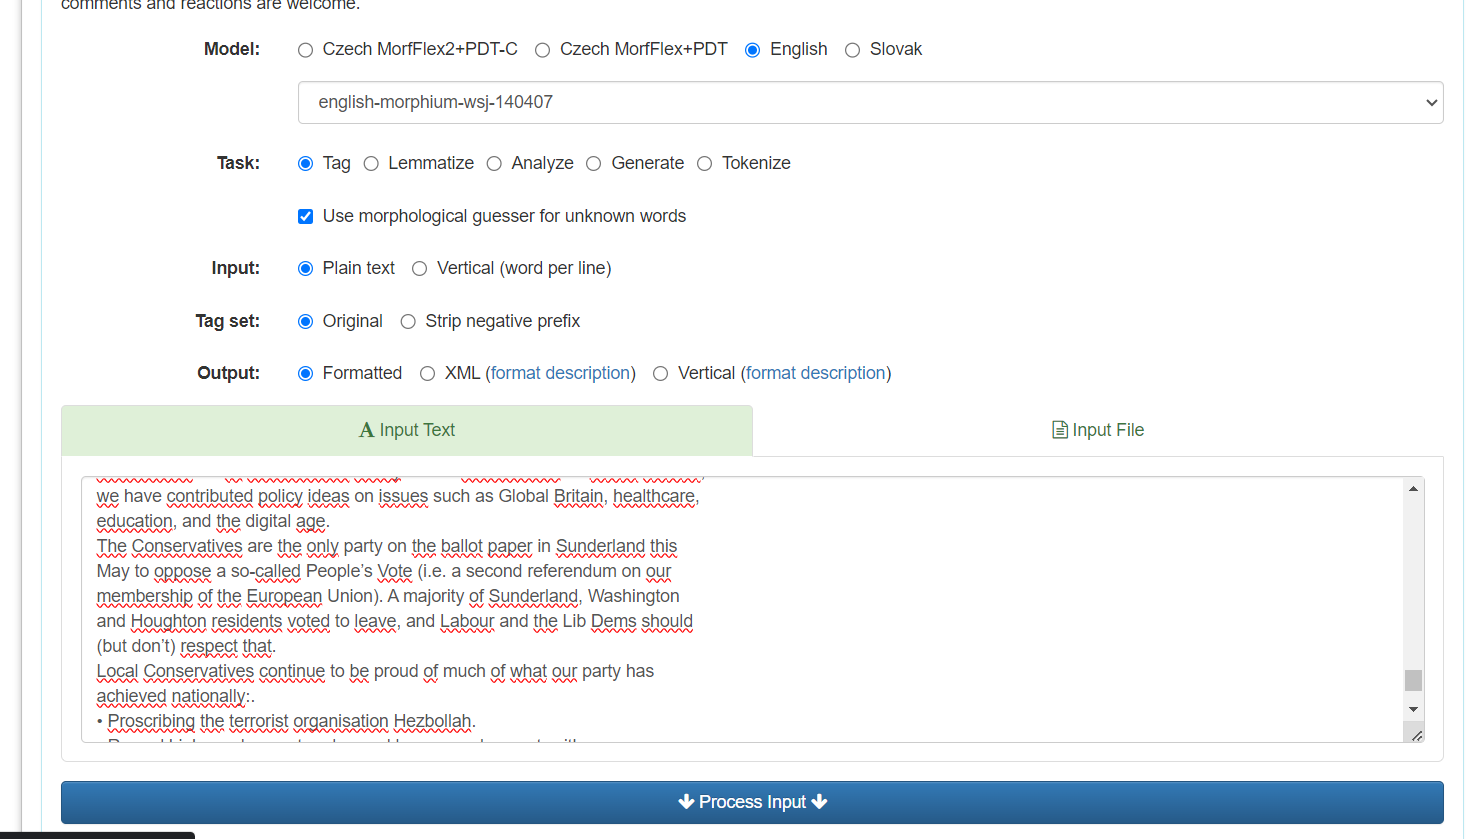 comments and reactions are welcome.
Model: Czech MorfFlex2+PDT-C Czech MorfFlex+PDT English Slovak
english-morphium-wsj-140407
Task: Tag Lemmatize Analyze Generate Tokenize
Use morphological guesser for unknown words
Input: Plain text Vertical (word per line)
Tag set: Original Strip negative prefix
Output: Formatted XML (format description) Vertical (format description)
A Input Text
Input File
we have contributed policy ideas on issues such as Global Britain, healthcare,
education, and the digital age.
The Conservatives are the only party on the ballot paper in Sunderland this
May to oppose a so-called People’s Vote (i.e. a second referendum on our
membership of the European Union). A majority of Sunderland, Washington
and Houghton residents voted to leave, and Labour and the Lib Dems should
(but don’t) respect that.
Local Conservatives continue to be proud of much of what our party has
achieved nationally:.
• Proscribing the terrorist organisation Hezbollah.
Process Input